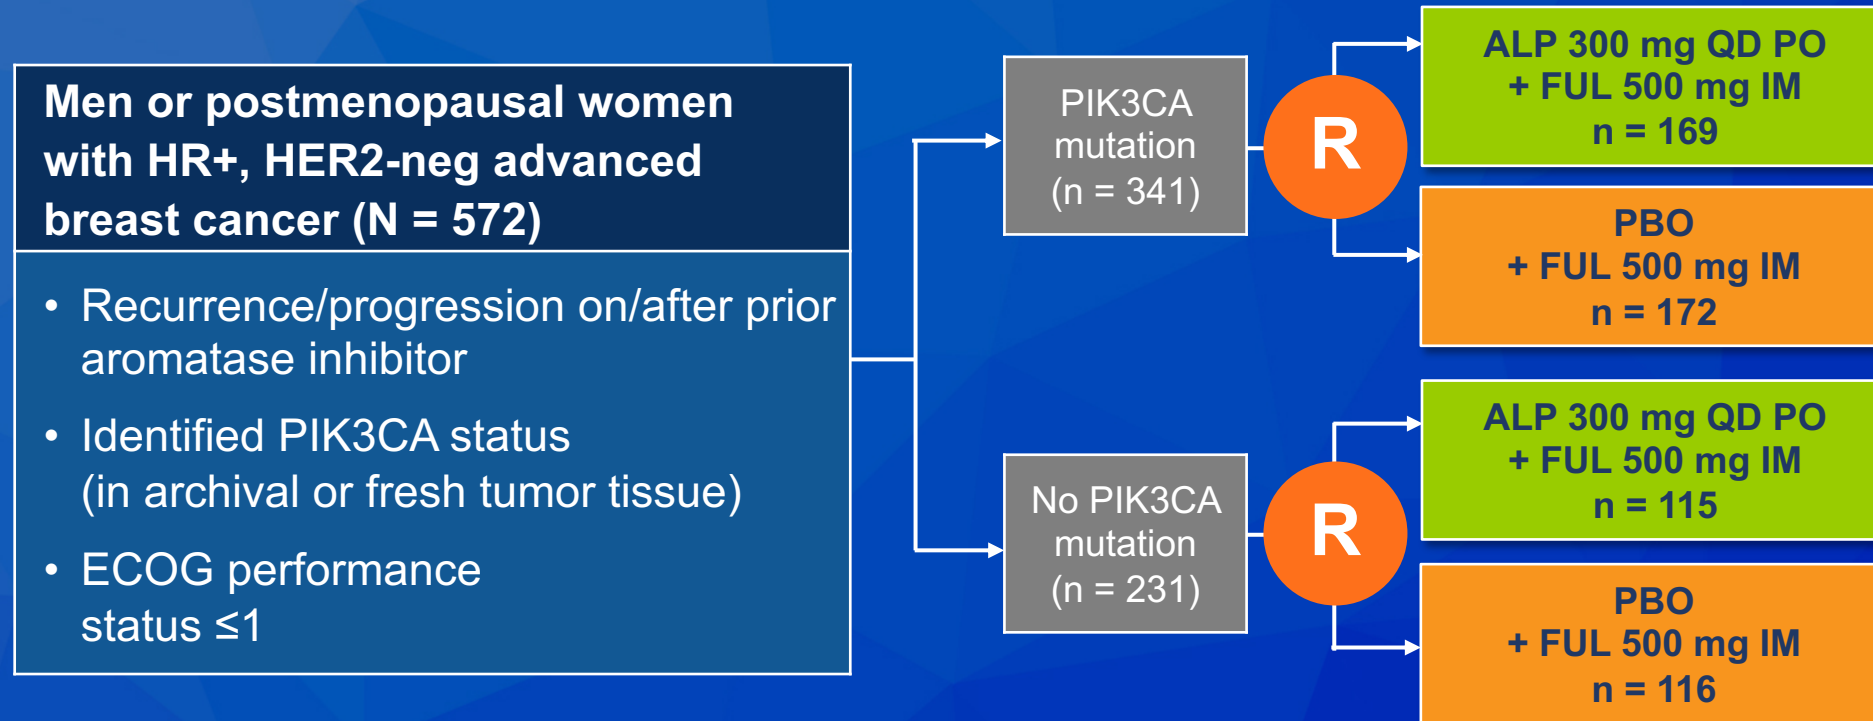 Men or postmenopausal women
with HR+, HER2-neg advanced
breast cancer (N = 572)
• Recurrence/progression on/after prior
aromatase inhibitor
• Identified PIK3CA status
(in archival or fresh tumor tissue)
• ECOG performance
status ≤1
PIK3CA
mutation
(n = 341)
R
ALP 300 mg QD PO
+ FUL 500 mg IM
n = 169
PBO
+ FUL 500 mg IM
n = 172
No PIK3CA
mutation
(n = 231)
R
ALP 300 mg QD PO
+ FUL 500 mg IM
n = 115
PBO
+ FUL 500 mg IM
n = 116